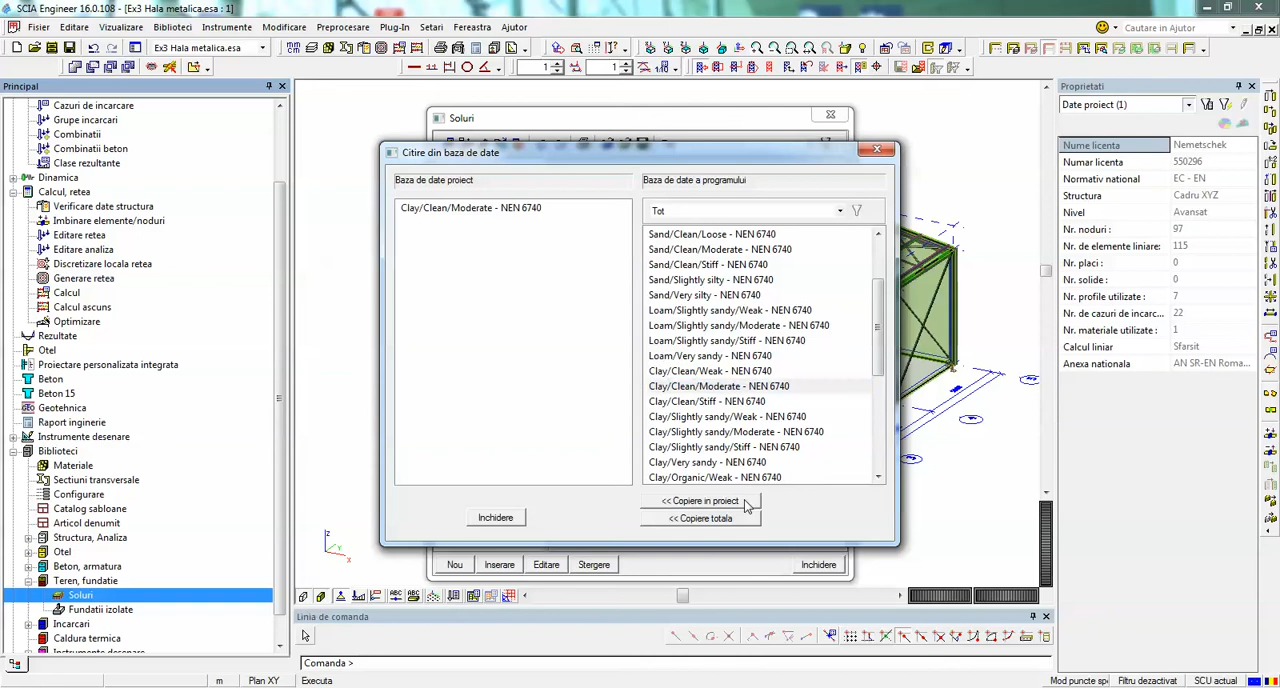 SCIA Engineer 16.0.108 - [Ex3 Hala metalica.esa : 1]
Fisier Editare Vizualizare Biblioteci Instrumente Modificare Preprocesare Plug-In Setari Fereastra Ajutor
Cautare in Ajutor
Ex3 Hala metalica.esa
1 1
Principal
Cazuri de incarcare
Grupe incarcari
Combinatii
Combinatii beton
Clase rezultante
Dinamica
Calcul, retea
Verificare date structura
Imbinare elemente/noduri
Editare retea
Editare analiza
Discretizare locala retea
Generare retea
Calcul
Calcul ascuns
Optimizare
Rezultate
Otel
Proiectare personalizata integrata
Beton
Beton 15
Geotehnica
Raport inginerie
Instrumente desenare
Biblioteci
Materiale
Sectiuni transversale
Configurare
Catalog sabloane
Articol denumit
Structura, Analiza
Otel
Beton, armatura
Teren, fundatie
Soluri
Fundatii izolate
Incarcari
Caldura termica
Instrumente desenare
Soluri
Citire din baza de date
Baza de date proiect
Clay/Clean/Moderate - NEN 6740
Baza de date a programului
Tot
Sand/Clean/Loose - NEN 6740
Sand/Clean/Moderate - NEN 6740
Sand/Clean/Stiff - NEN 6740
Sand/Slightly silty - NEN 6740
Sand/Very silty - NEN 6740
Loam/Slightly sandy/Weak - NEN 6740
Loam/Slightly sandy/Moderate - NEN 6740
Loam/Slightly sandy/Stiff - NEN 6740
Loam/Very sandy - NEN 6740
Clay/Clean/Weak - NEN 6740
Clay/Clean/Moderate - NEN 6740
Clay/Clean/Stiff - NEN 6740
Clay/Slightly sandy/Weak - NEN 6740
Clay/Slightly sandy/Moderate - NEN 6740
Clay/Slightly sandy/Stiff - NEN 6740
Clay/Very sandy - NEN 6740
Clay/Organic/Weak - NEN 6740
<< Copiere in proiect
<< Copiere totala
Inchidere
Nou Inserare Editare Stergere Inchidere
Proprietati
Date proiect (1)
Nume licenta Nemetschek
Numar licenta 550296
Normativ national EC - EN
Structura Cadru XYZ
Nivel Avansat
Nr. noduri : 97
Nr. de elemente liniare: 115
Nr. placi : 0
Nr. solide : 0
Nr. profile utilizate : 7
Nr. de cazuri de incarc... 22
Nr. materiale utilizate : 1
Calcul liniar Sfarsit
Anexa nationala AN SR-EN Roma...
Linia de comanda
Comanda >
m Plan XY Executa Mod puncte sp Filtru dezactivat SCU actual